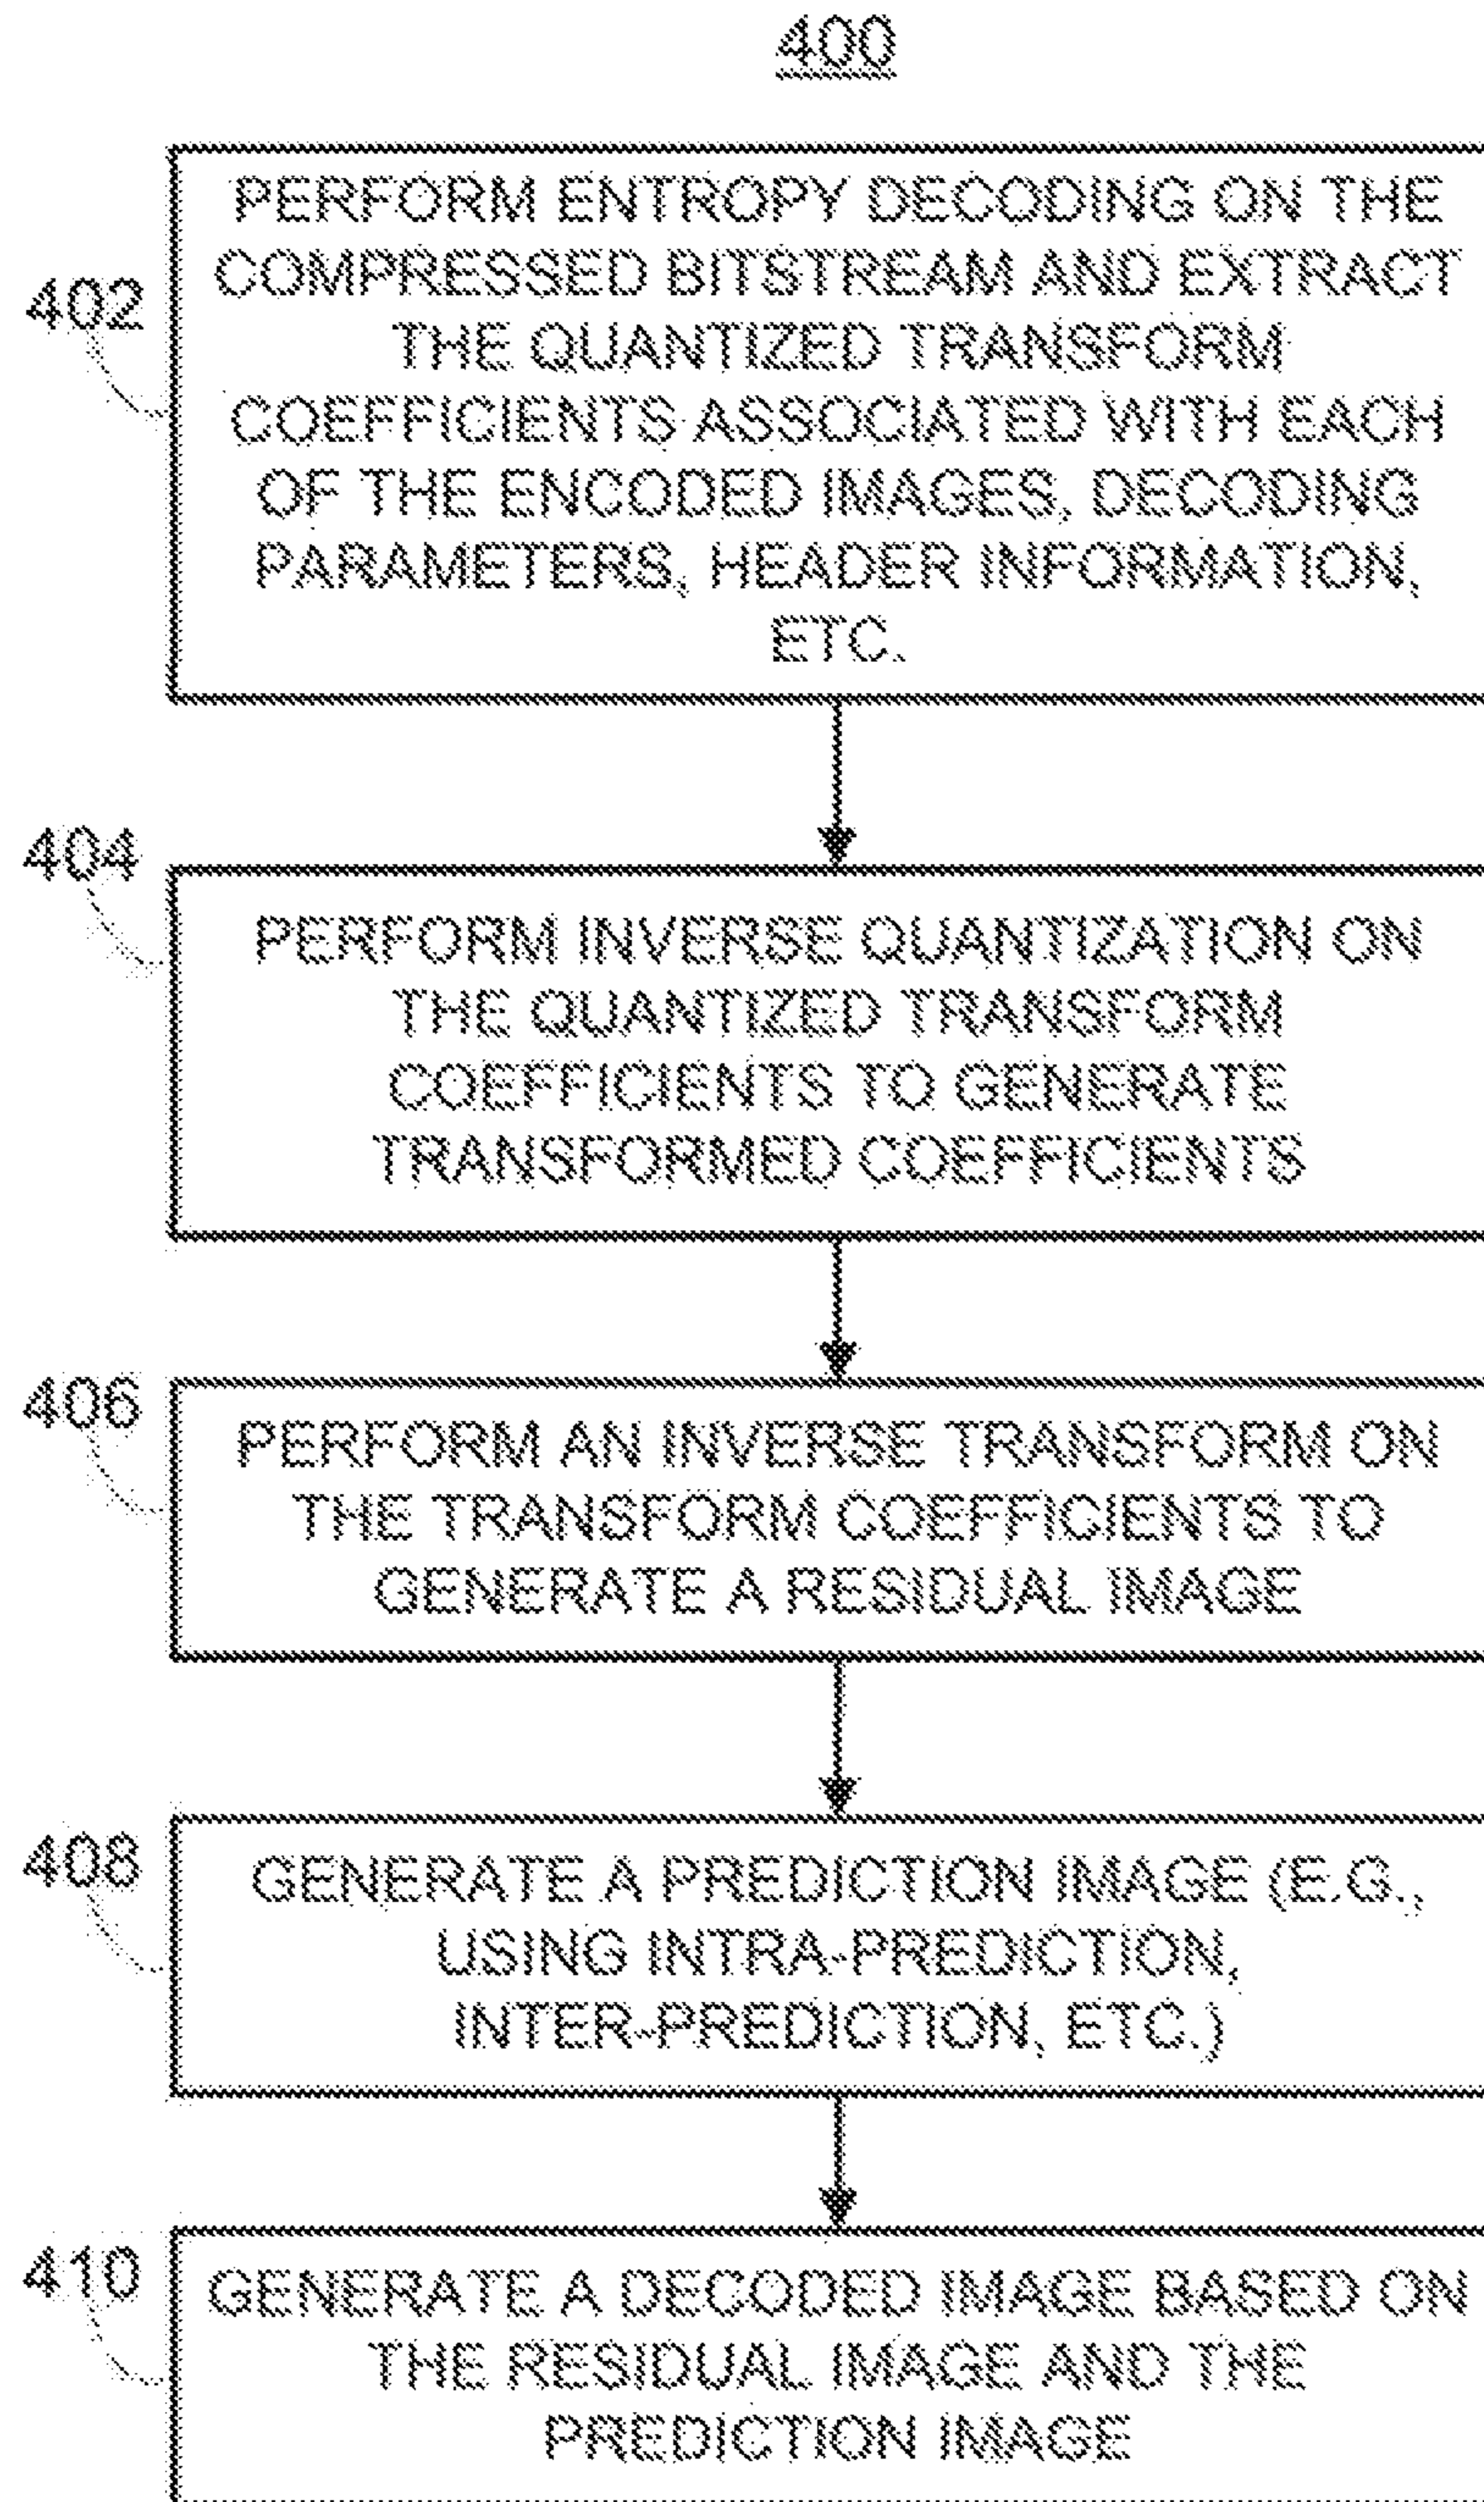 400
402
PERFORM ENTROPY DECODING ON THE
COMPRESSED BITSTREAM AND EXTRACT
THE QUANTIZED TRANSFORM
COEFFICIENTS ASSOCIATED WITH EACH
OF THE ENCODED IMAGES, DECODING
PARAMETERS, HEADER INFORMATION,
ETC.
404
PERFORM INVERSE QUANTIZATION ON
THE QUANTIZED TRANSFORM
COEFFICIENTS TO GENERATE
TRANSFORMED COEFFICIENTS
406
PERFORM AN INVERSE TRANSFORM ON
THE TRANSFORM COEFFICIENTS TO
GENERATE A RESIDUAL IMAGE
408
GENERATE A PREDICTION IMAGE (E.G.,
USING INTRA-PREDICTION,
INTER-PREDICTION, ETC.)
410
GENERATE A DECODED IMAGE BASED ON
THE RESIDUAL IMAGE AND THE
PREDICTION IMAGE